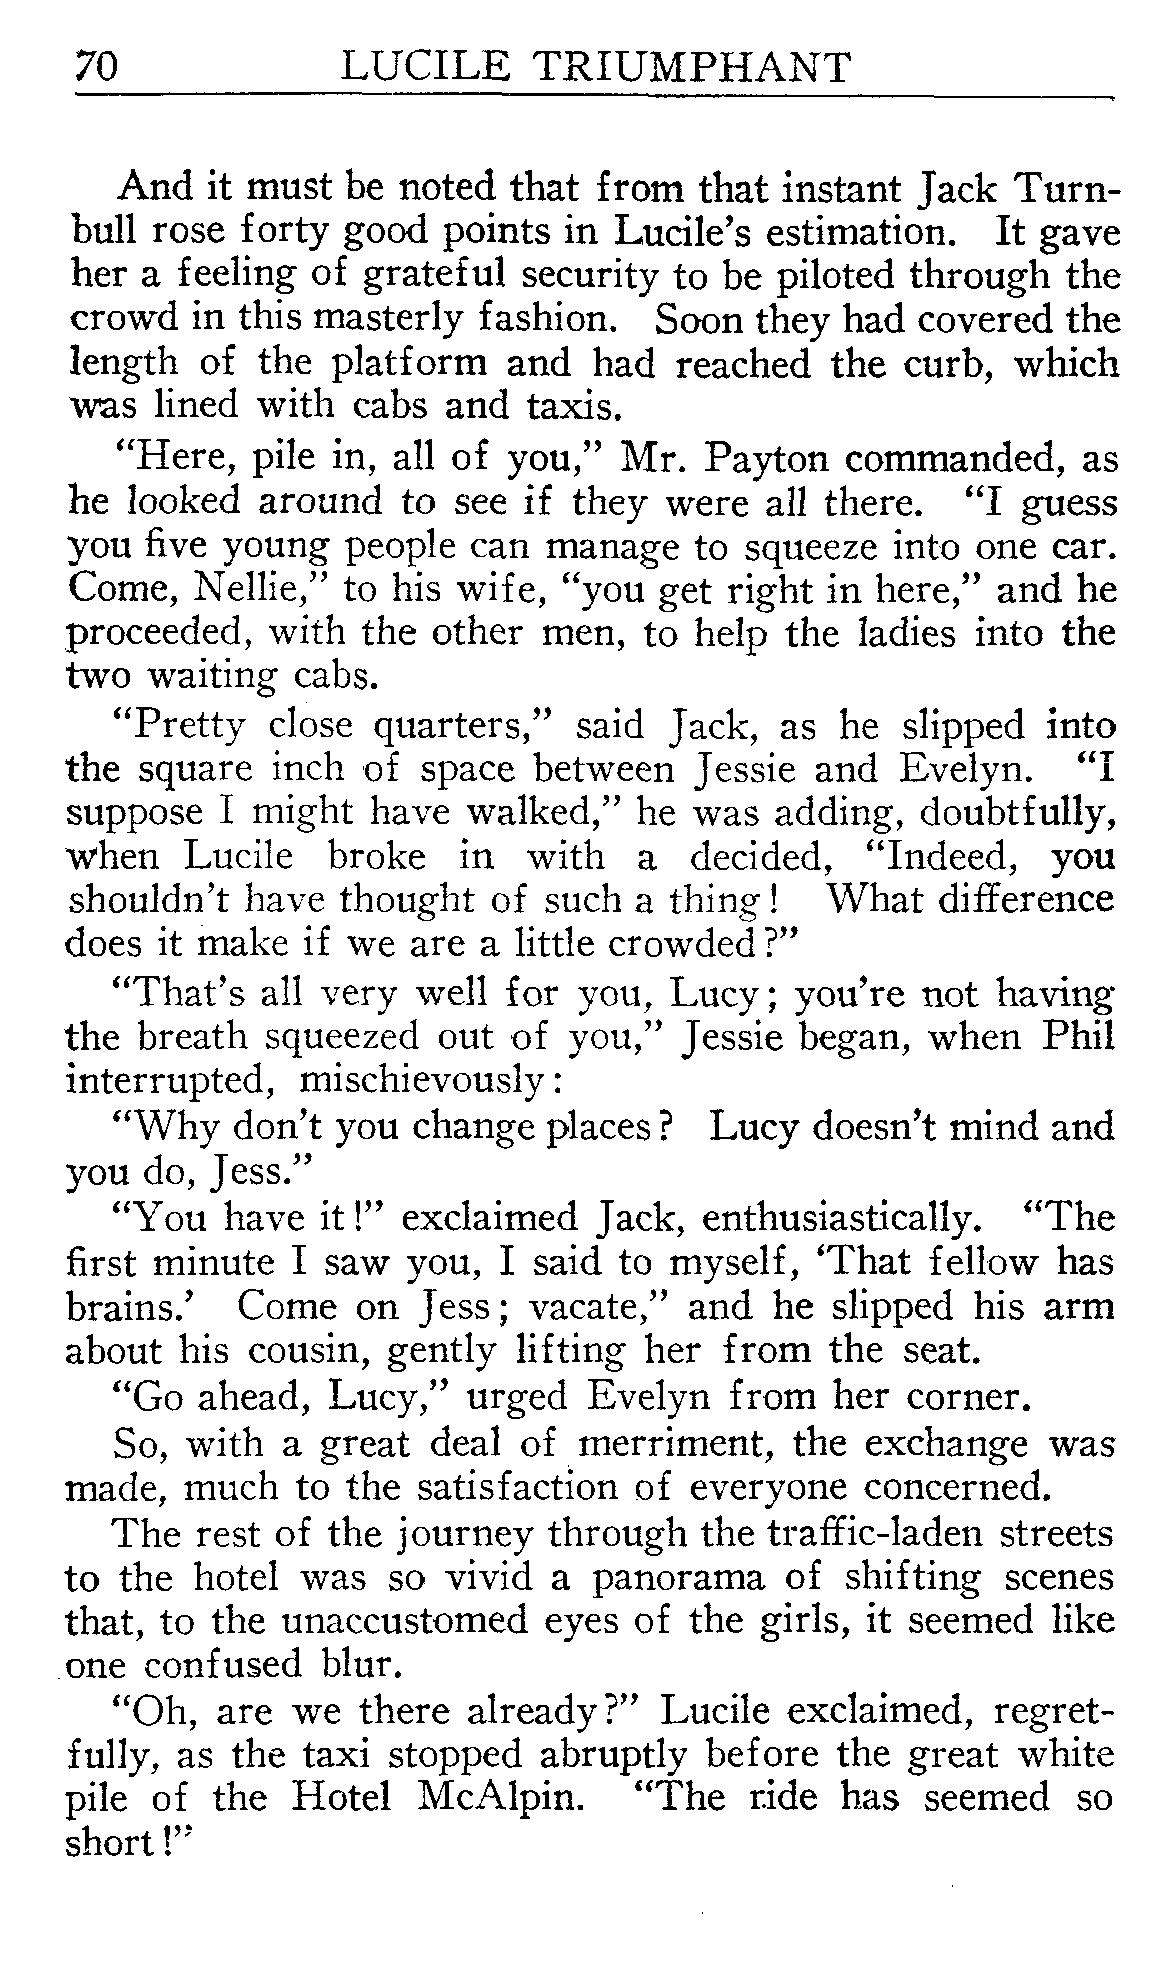 70 LUCILE TRIUMPHANT
And it must be noted that from that instant Jack Turn-
bull rose forty good points in Lucile's estimation. It gave
her a feeling of grateful security to be piloted through the
crowd in this masterly fashion. Soon they had covered the
length of the platform and had reached the curb, which
was lined with cabs and taxis.
"Here, pile in, all of you," Mr. Payton commanded, as
he looked around to see if they were all there. "I guess
you five young people can manage to squeeze into one car.
Come, Nellie," to his wife, "you get right in here," and he
proceeded, with the other men, to help the ladies into the
two waiting cabs.
"Pretty close quarters," said Jack, as he slipped into
the square inch of space between Jessie and Evelyn. "I
suppose I might have walked," he was adding, doubtfully,
when Lucile broke in with a decided, "Indeed, you
shouldn't have thought of such a thing! What difference
does it make if we are a little crowded?"
"That's all very well for you, Lucy; you're not having
the breath squeezed out of you," Jessie began, when Phil
interrupted, mischievously:
"Why don't you change places? Lucy doesn't mind and
you do, Jess."
"You have it!" exclaimed Jack, enthusiastically. "The
first minute I saw you, I said to myself, 'That fellow has
brains.' Come on Jess; vacate," and he slipped his arm
about his cousin, gently lifting her from the seat.
"Go ahead, Lucy," urged Evelyn from her corner.
So, with a great deal of merriment, the exchange was
made, much to the satisfaction of everyone concerned.
The rest of the journey through the traffic-laden streets
to the hotel was so vivid a panorama of shifting scenes
that, to the unaccustomed eyes of the girls, it seemed like
one confused blur.
"Oh, are we there already?" Lucile exclaimed, regret-
fully, as the taxi stopped abruptly before the great white
pile of the Hotel McAlpin. "The ride has seemed so
short!"